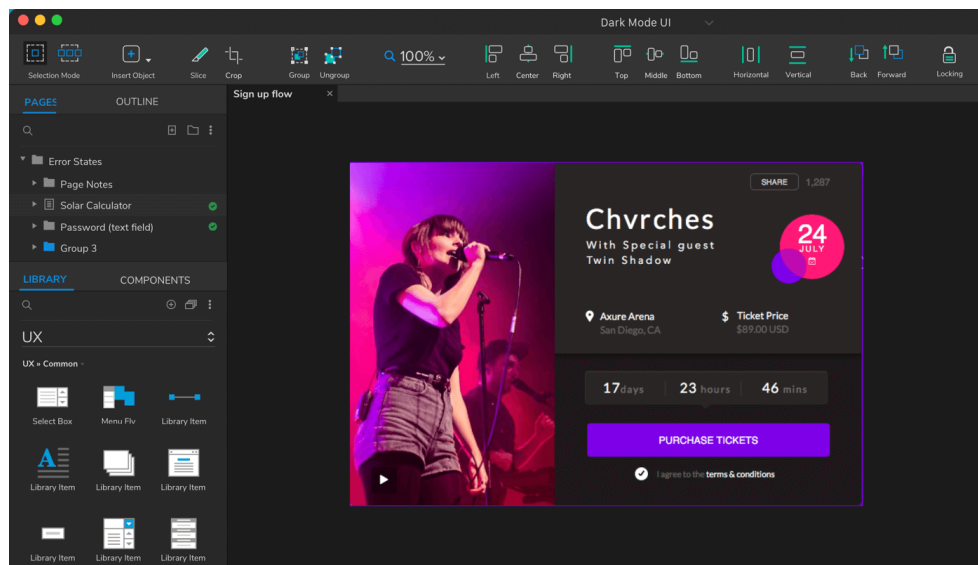 Dark Mode UI
100%
Selection Mode
Insert Object
Slice
Crop
Group
Ungroup
Left
Center
Right
Top
Middle
Bottom
Horizontal
Vertical
Back
Forward
Locking
PAGES
OUTLINE
Error States
Page Notes
Solar Calculator
Password (text field)
Group 3
LIBRARY
COMPONENTS
UX
UX » Common
Select Box
Menu Fly
Library Item
Library Item
Library Item
Library Item
Library Item
Library Item
Library Item
Sign up flow
SHARE 1,287
Chvrches
With Special guest
Twin Shadow
24
JULY
Axure Arena
San Diego, CA
$ Ticket Price
$89.00 USD
17days 23 hours 46 mins
PURCHASE TICKETS
I agree to the terms & conditions